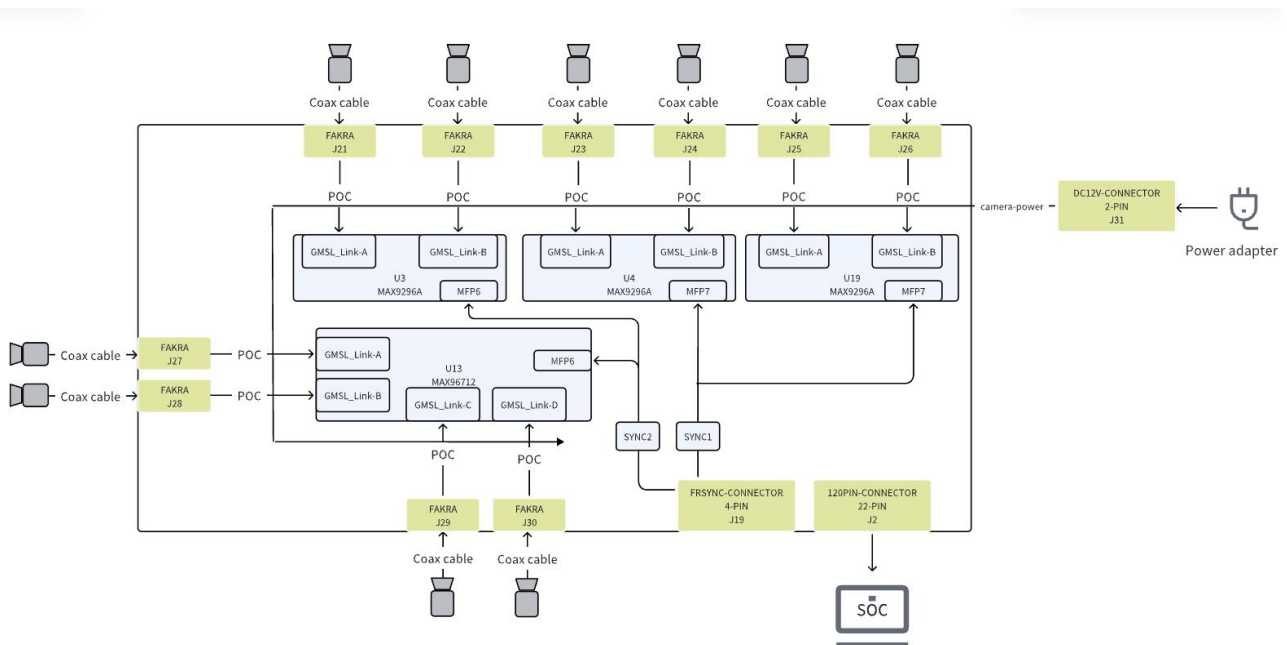 Coax cable
Coax cable
Coax cable
Coax cable
Coax cable
Coax cable
FAKRA
J21
FAKRA
J22
FAKRA
J23
FAKRA
J24
FAKRA
J25
FAKRA
J26
POC
POC
POC
POC
POC
POC
camera-power
DC12V-CONNECTOR
2-PIN
J31
Power adapter
GMSL_Link-A
GMSL_Link-B
U3
MAX9296A
MFP6
GMSL_Link-A
GMSL_Link-B
U4
MAX9296A
MFP7
GMSL_Link-A
GMSL_Link-B
U19
MAX9296A
MFP7
Coax cable
FAKRA
J27
POC
GMSL_Link-A
Coax cable
FAKRA
J28
POC
GMSL_Link-B
U13
MAX96712
MFP6
GMSL_Link-C
GMSL_Link-D
SYNC2
SYNC1
POC
POC
FAKRA
J29
FAKRA
J30
FRSYNC-CONNECTOR
4-PIN
J19
120PIN-CONNECTOR
22-PIN
J2
Coax cable
Coax cable
SOC